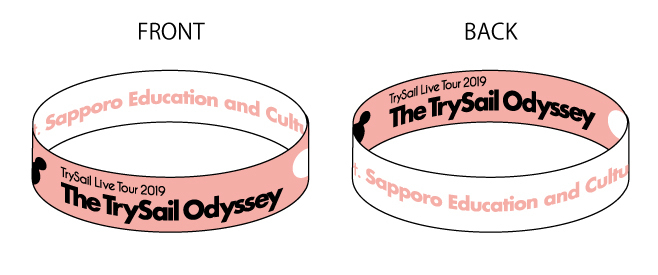 FRONT
BACK
t. Sapporo Education and Cultu
TrySail Live Tour 2019
The TrySail Odyssey
TrySail Live Tour 2019
The TrySail Odyssey
t. Sapporo Education and Cultu